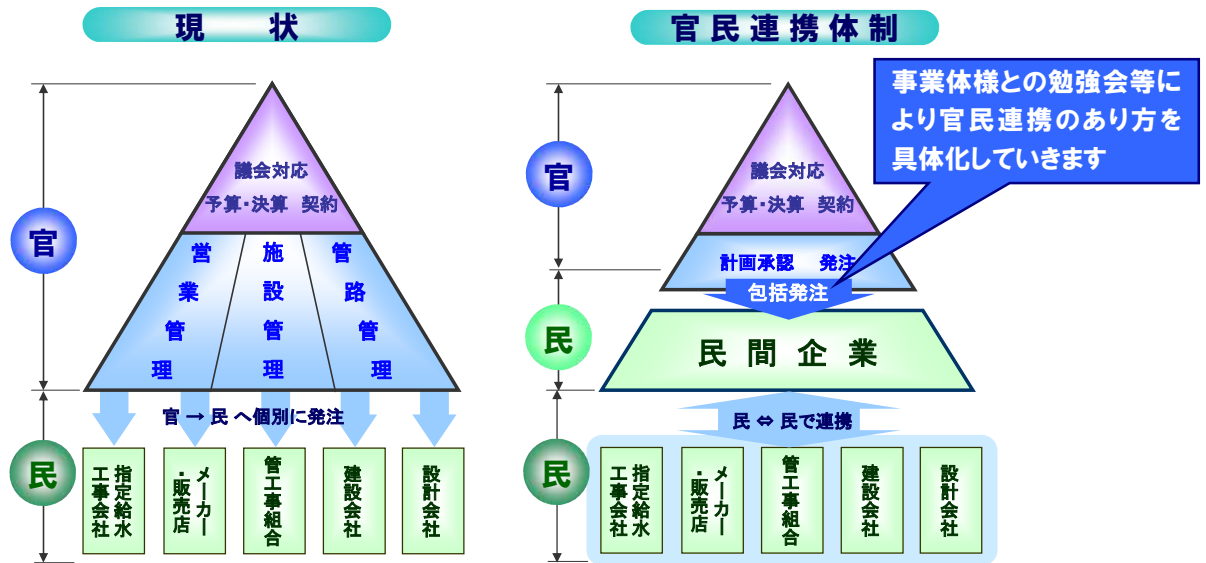 現状
官
議会対応
予算・決算 契約
営業管理
施設管理
管路管理
官 → 民 へ個別に発注
民
指定給水
工事会社
メーカー
・販売店
管工事組合
建設会社
設計会社
官民連携体制
事業体様との勉強会等に
より官民連携のあり方を
具体化していきます
官
議会対応
予算・決算 契約
計画承認 発注
包括発注
民
民間企業
民 ⇔ 民で連携
民
指定給水
工事会社
メーカー
・販売店
管工事組合
建設会社
設計会社